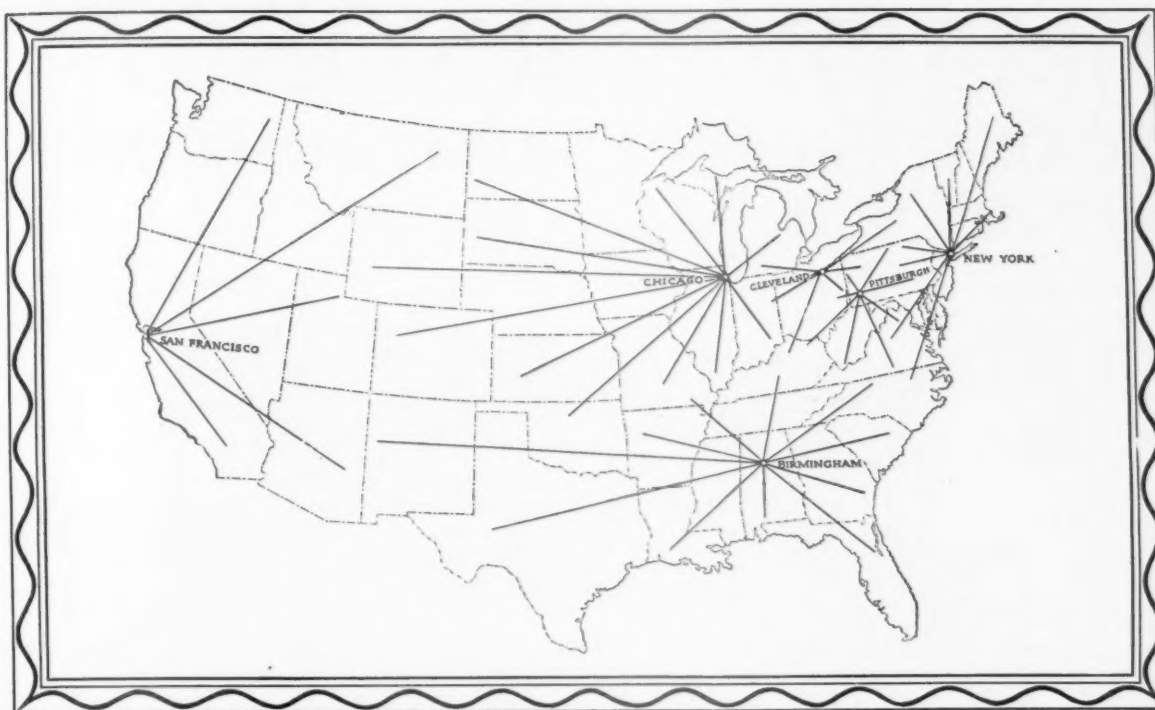 NEW YORK
PITTSBURGH
CLEVELAND
CHICAGO
SAN FRANCISCO
BIRMINGHAM